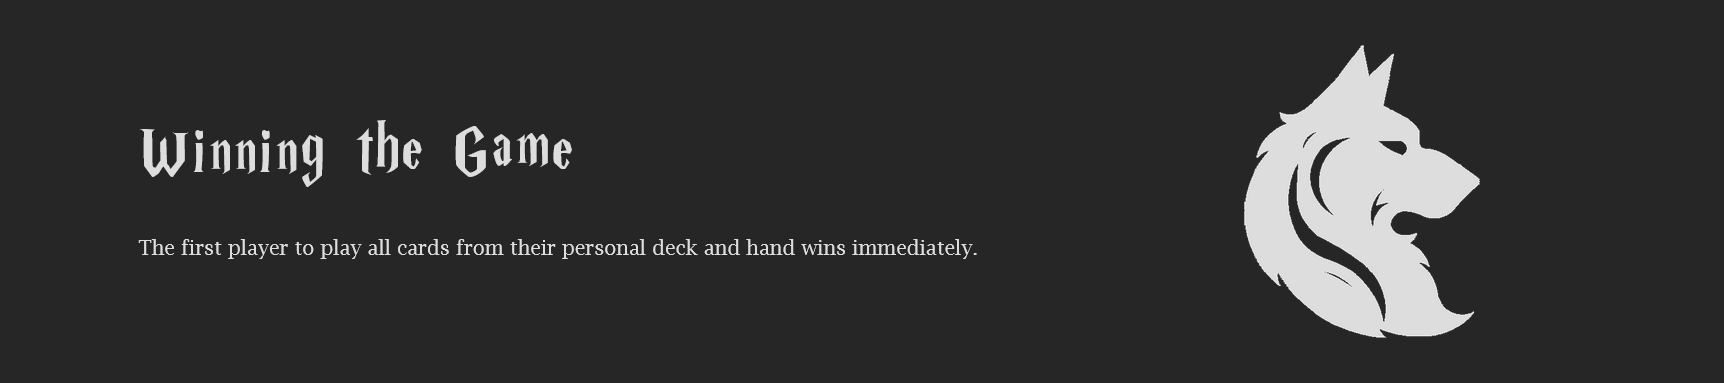 Winning the Game
The first player to play all cards from their personal deck and hand wins immediately.